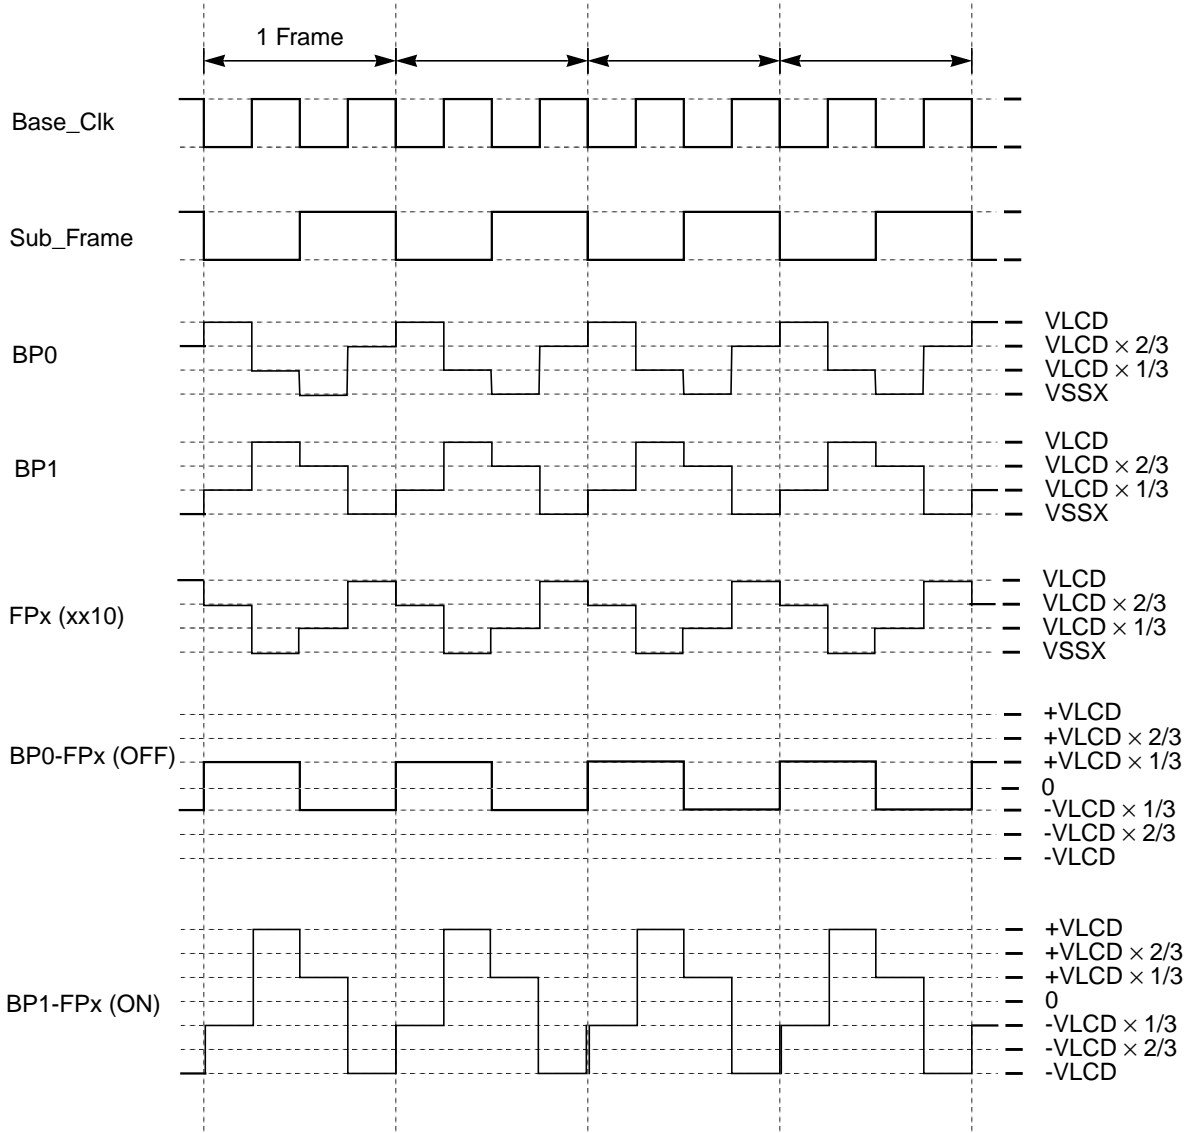 1 Frame
Base_Clk
Sub_Frame
BP0
VLCD
VLCD × 2/3
VLCD × 1/3
VSSX
BP1
VLCD
VLCD × 2/3
VLCD × 1/3
VSSX
FPx (xx10)
VLCD
VLCD × 2/3
VLCD × 1/3
VSSX
BP0-FPx (OFF)
+VLCD
+VLCD × 2/3
+VLCD × 1/3
0
-VLCD × 1/3
-VLCD × 2/3
-VLCD
BP1-FPx (ON)
+VLCD
+VLCD × 2/3
+VLCD × 1/3
0
-VLCD × 1/3
-VLCD × 2/3
-VLCD